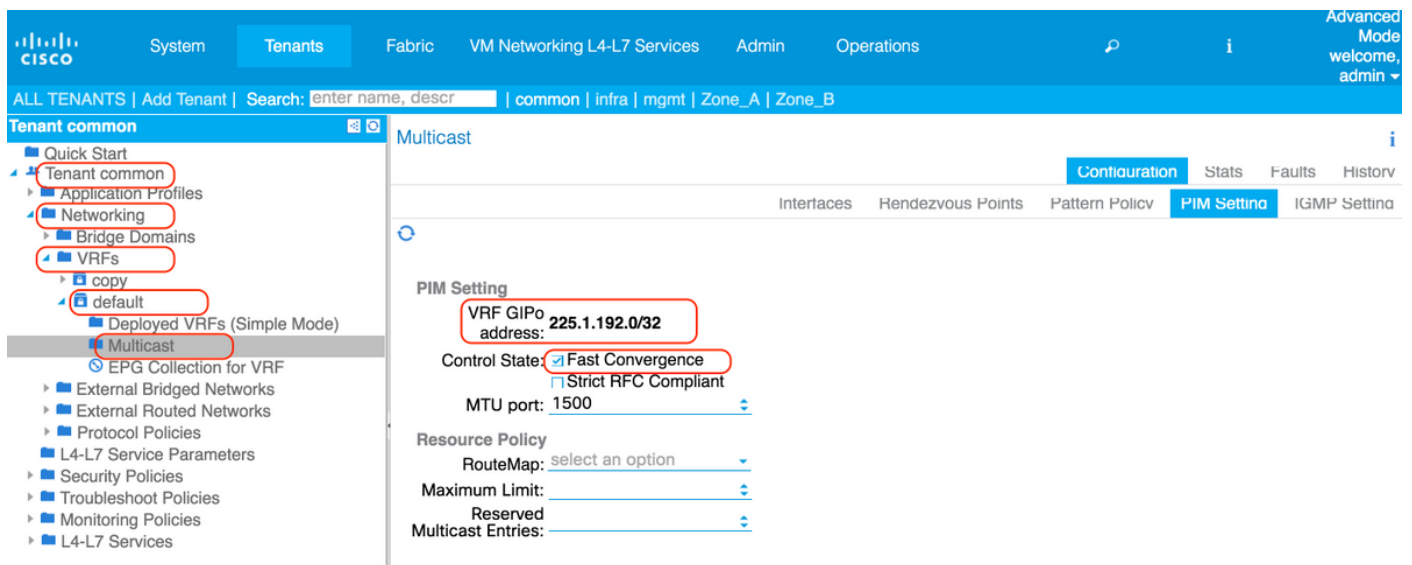 Advanced
Mode
welcome,
admin
CISCO System Tenants Fabric VM Networking L4-L7 Services Admin Operations i
ALL TENANTS | Add Tenant | Search: enter name, descr | common | infra | mgmt | Zone_A | Zone_B
Tenant common
Quick Start
Tenant common
Application Profiles
Networking
Bridge Domains
VRFs
copy
default
Deployed VRFs (Simple Mode)
Multicast
EPG Collection for VRF
External Bridged Networks
External Routed Networks
Protocol Policies
L4-L7 Service Parameters
Security Policies
Troubleshoot Policies
Monitoring Policies
L4-L7 Services
Multicast i
Configuration Stats Faults History
Interfaces Rendezvous Points Pattern Policy PIM Setting IGMP Setting
PIM Setting
VRF GIPo
address: 225.1.192.0/32
Control State: Fast Convergence
Strict RFC Compliant
MTU port: 1500
Resource Policy
RouteMap: select an option
Maximum Limit:
Reserved
Multicast Entries: